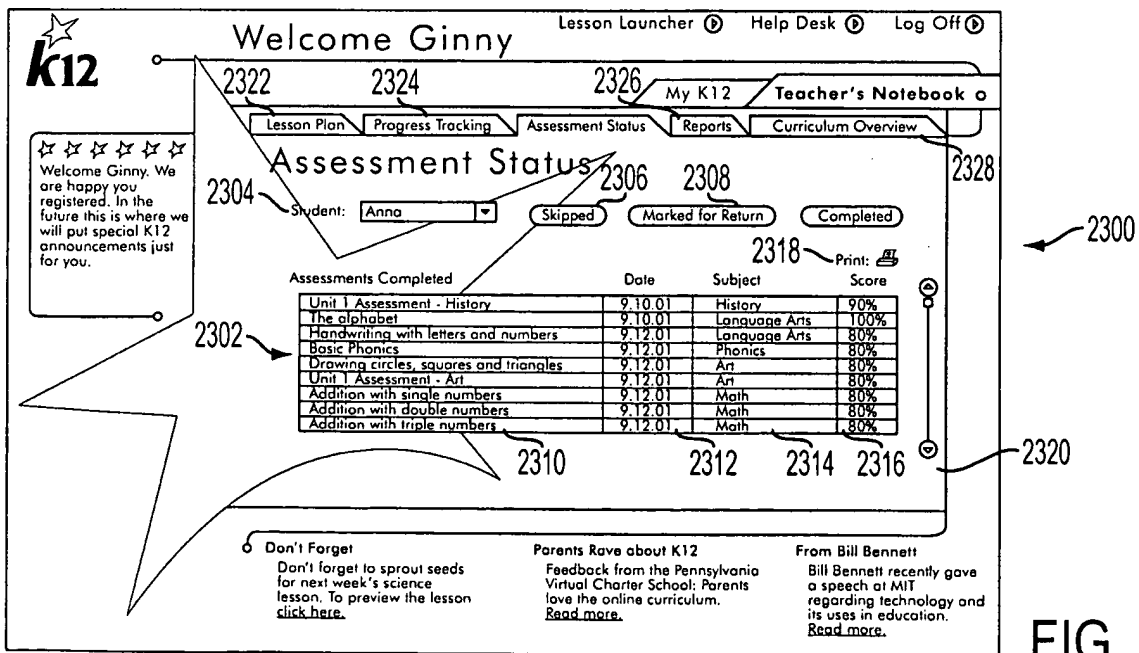 k12
Welcome Ginny
Lesson Launcher Help Desk Log Off
2322
2324
2326
My K12 Teacher's Notebook
Lesson Plan Progress Tracking Assessment Status Reports Curriculum Overview
2328
Welcome Ginny. We
are happy you
registered. In the
future this is where we
will put special K12
announcements just
for you.
Assessment Status
2304
2306
2308
Student: Anna Skipped Marked for Return Completed
2300
2318 Print:
Assessments Completed Date Subject Score
Unit 1 Assessment - History 9.10.01 History 90%
The alphabet 9.10.01 Language Arts 100%
Handwriting with letters and numbers 9.12.01 Language Arts 80%
Basic Phonics 9.12.01 Phonics 80%
Drawing circles, squares and triangles 9.12.01 Art 80%
Unit 1 Assessment - Art 9.12.01 Art 80%
Addition with single numbers 9.12.01 Math 80%
Addition with double numbers 9.12.01 Math 80%
Addition with triple numbers 9.12.01 Math 80%
2302
2310 2312 2314 2316 2320
Don't Forget
Don't forget to sprout seeds
for next week's science
lesson. To preview the lesson
click here.
Parents Rave about K12
Feedback from the Pennsylvania
Virtual Charter School: Parents
love the online curriculum.
Read more.
From Bill Bennett
Bill Bennett recently gave
a speech at MIT
regarding technology and
its uses in education.
Read more.
FIG